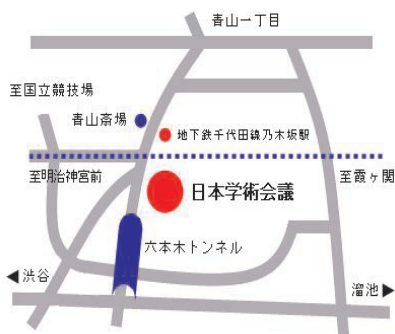 青山一丁目
至国立競技場
青山斎場
地下鉄千代田線乃木坂駅
至明治神宮前
日本学術会議
至霞ヶ関
六本木トンネル
◀渋谷
溜池▶